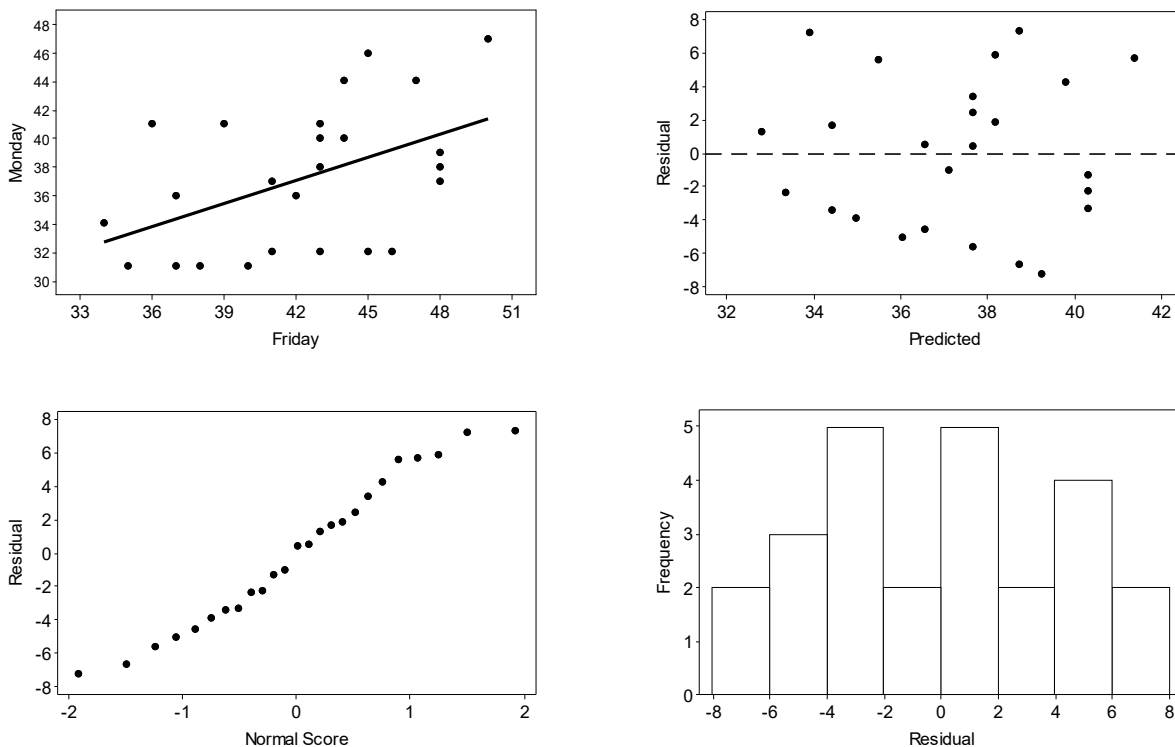 48
46
44
42
40
38
36
34
32
30
Monday
33 36 39 42 45 48 51
Friday
8
6
4
2
0
-2
-4
-6
-8
Residual
32 34 36 38 40 42
Predicted
8
6
4
2
0
-2
-4
-6
-8
Residual
-2 -1 0 1 2
Normal Score
5
4
3
2
1
0
Frequency
-8 -6 -4 -2 0 2 4 6 8
Residual